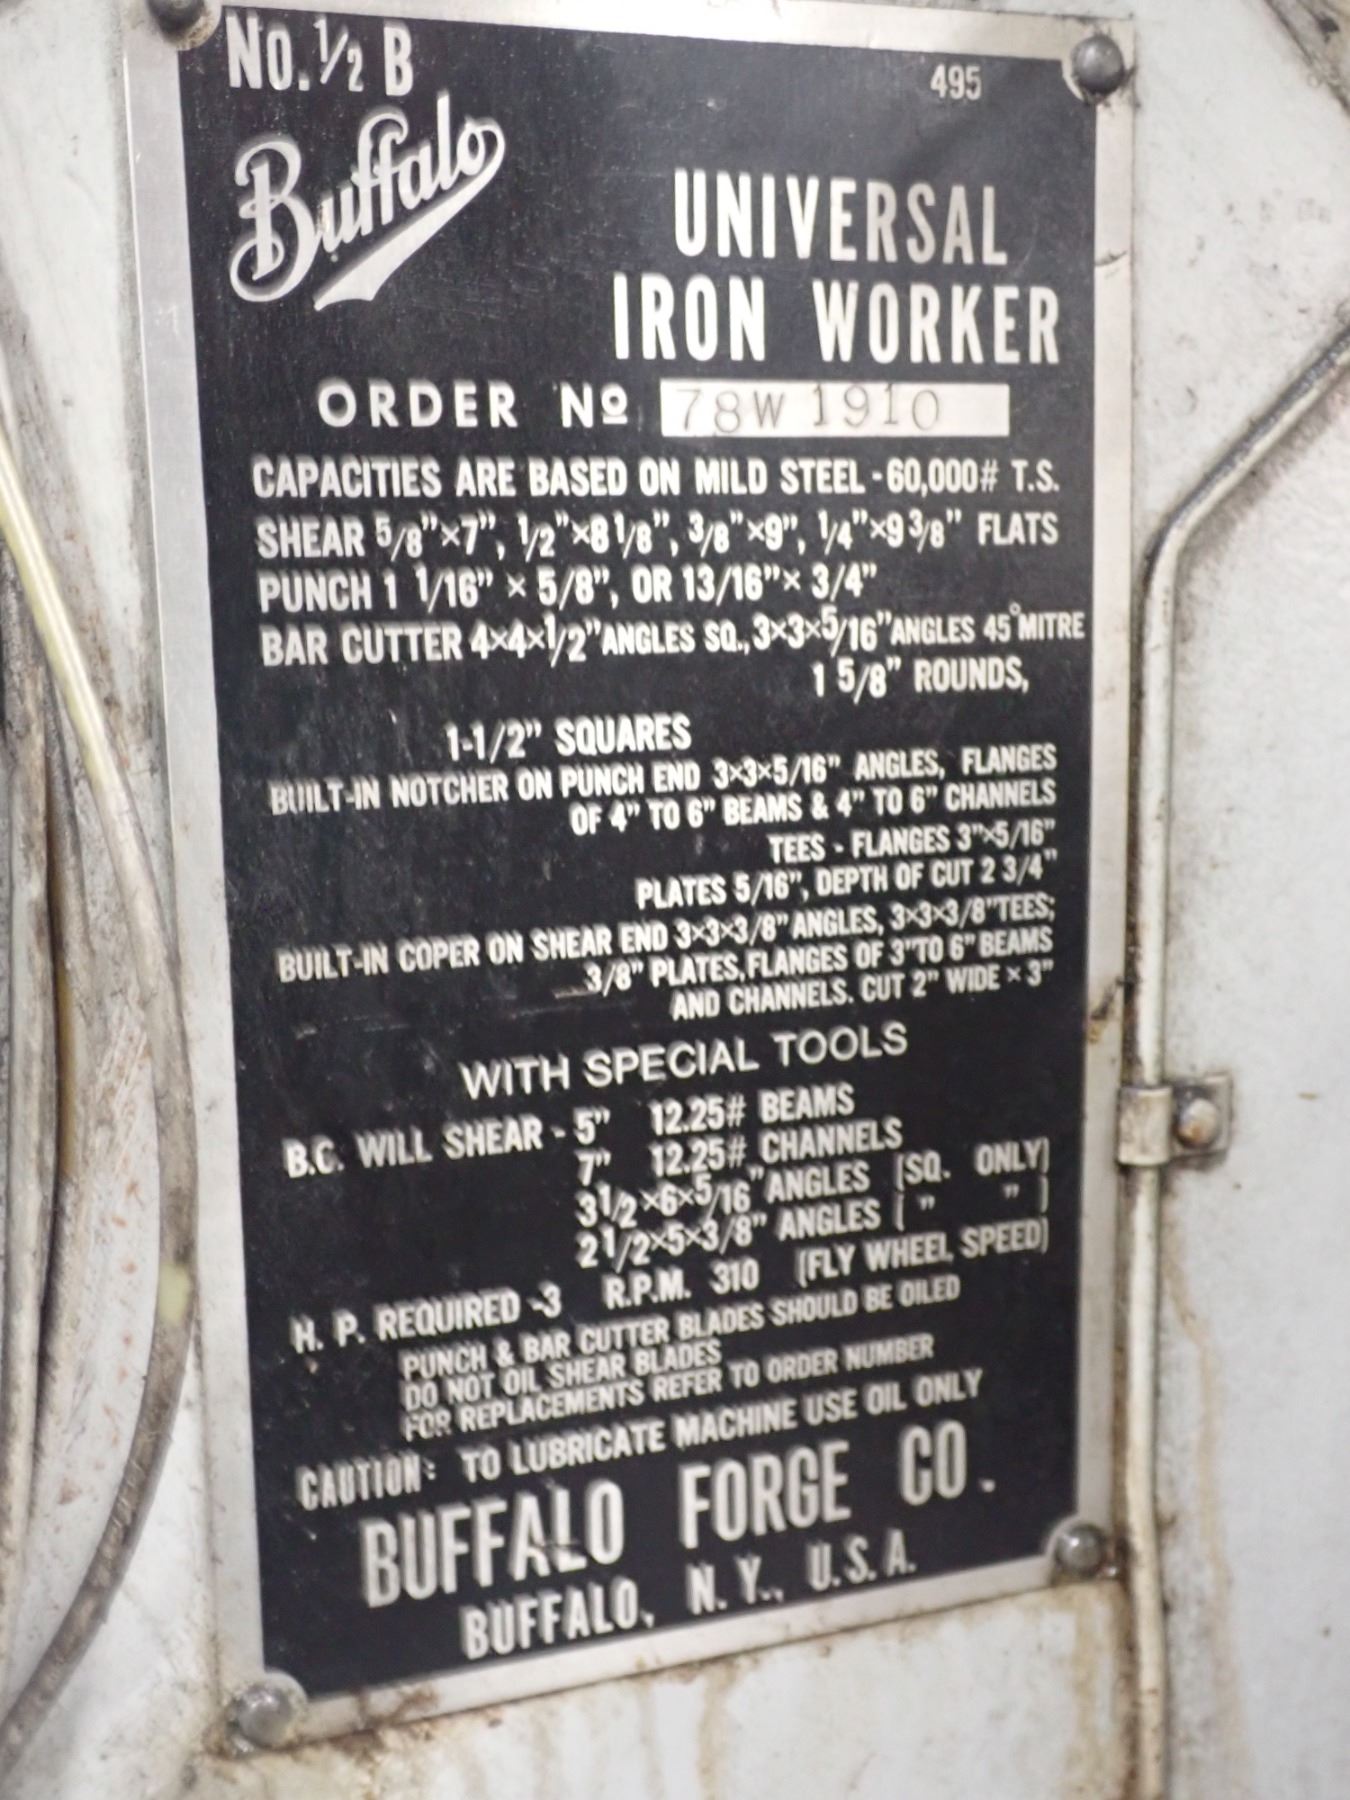 NO. 1/2 B
495
Buffalo
UNIVERSAL
IRON WORKER
ORDER Nº 78W 1910
CAPACITIES ARE BASED ON MILD STEEL - 60,000# T.S.
SHEAR 5/8"×7", 1/2"×8 1/8", 3/8"×9", 1/4"×9 3/8" FLATS
PUNCH 1 1/16" × 5/8", OR 13/16"× 3/4"
BAR CUTTER 4×4×1/2" ANGLES SQ., 3×3×5/16" ANGLES 45° MITRE
1 5/8" ROUNDS,
1-1/2" SQUARES
BUILT-IN NOTCHER ON PUNCH END 3×3×5/16" ANGLES, FLANGES
OF 4" TO 6" BEAMS & 4" TO 6" CHANNELS
TEES - FLANGES 3"×5/16"
PLATES 5/16", DEPTH OF CUT 2 3/4"
BUILT-IN COPER ON SHEAR END 3×3×3/8" ANGLES, 3×3×3/8" TEES;
3/8" PLATES, FLANGES OF 3" TO 6" BEAMS
AND CHANNELS. CUT 2" WIDE × 3"
WITH SPECIAL TOOLS
B.C. WILL SHEAR - 5" 12.25# BEAMS
7" 12.25# CHANNELS
3 1/2 ×6×5/16" ANGLES (SQ. ONLY)
2 1/2×5×3/8" ANGLES ( " " )
H. P. REQUIRED -3 R.P.M. 310 (FLY WHEEL SPEED)
PUNCH & BAR CUTTER BLADES SHOULD BE OILED
DO NOT OIL SHEAR BLADES
FOR REPLACEMENTS REFER TO ORDER NUMBER
CAUTION: TO LUBRICATE MACHINE USE OIL ONLY
BUFFALO FORGE CO.
BUFFALO, N. Y., U.S.A.